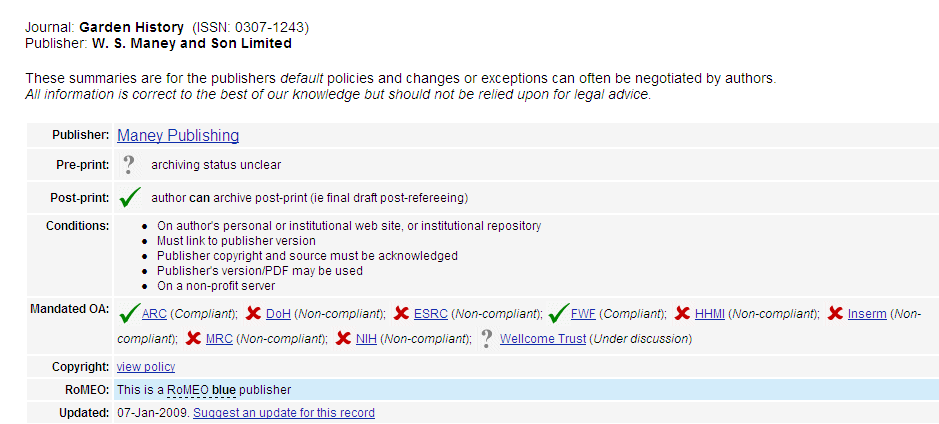 Journal: Garden History (ISSN: 0307-1243)
Publisher: W. S. Maney and Son Limited
These summaries are for the publishers default policies and changes or exceptions can often be negotiated by authors.
All information is correct to the best of our knowledge but should not be relied upon for legal advice.
Publisher: Maney Publishing
Pre-print: ? archiving status unclear
Post-print: author can archive post-print (ie final draft post-refereeing)
Conditions: • On author's personal or institutional web site, or institutional repository
• Must link to publisher version
• Publisher copyright and source must be acknowledged
• Publisher's version/PDF may be used
• On a non-profit server
Mandated OA: ARC (Compliant); DoH (Non-compliant); ESRC (Non-compliant); FWF (Compliant); HHMI (Non-compliant); Inserm (Non-
compliant); MRC (Non-compliant); NIH (Non-compliant); ? Wellcome Trust (Under discussion)
Copyright: view policy
RoMEO: This is a RoMEO blue publisher
Updated: 07-Jan-2009. Suggest an update for this record